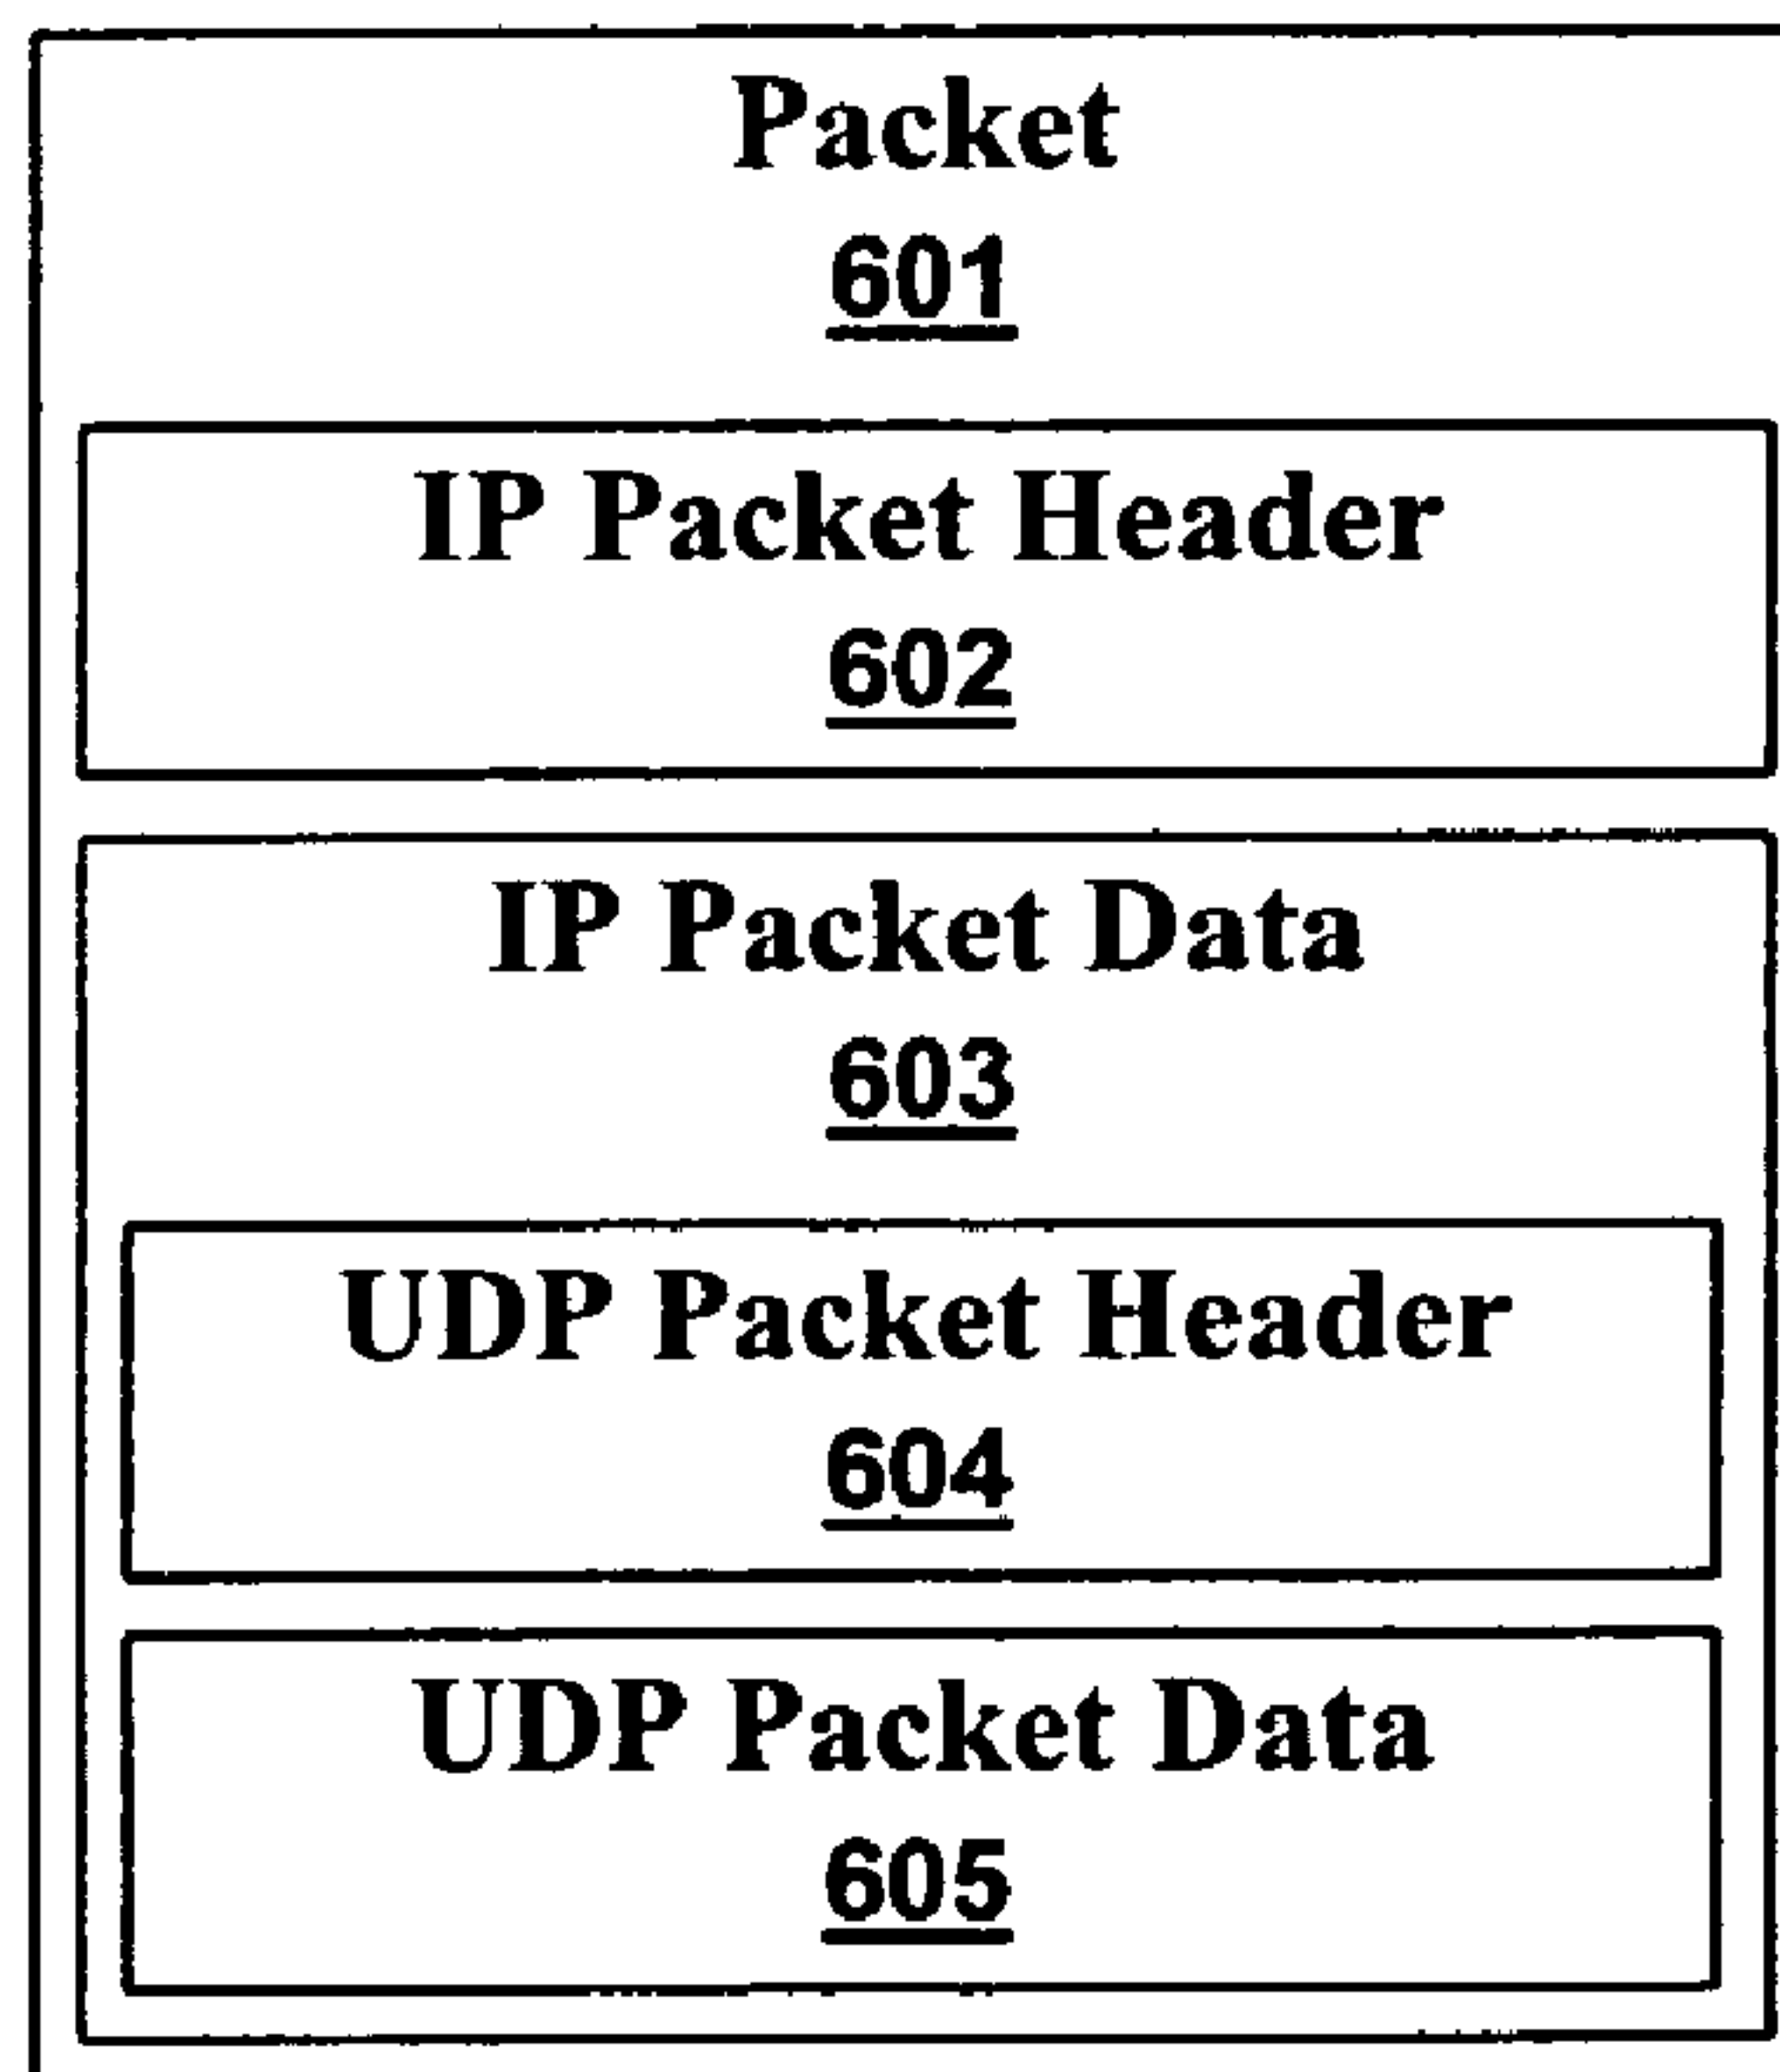 Packet
601
IP Packet Header
602
IP Packet Data
603
UDP Packet Header
604
UDP Packet Data
605